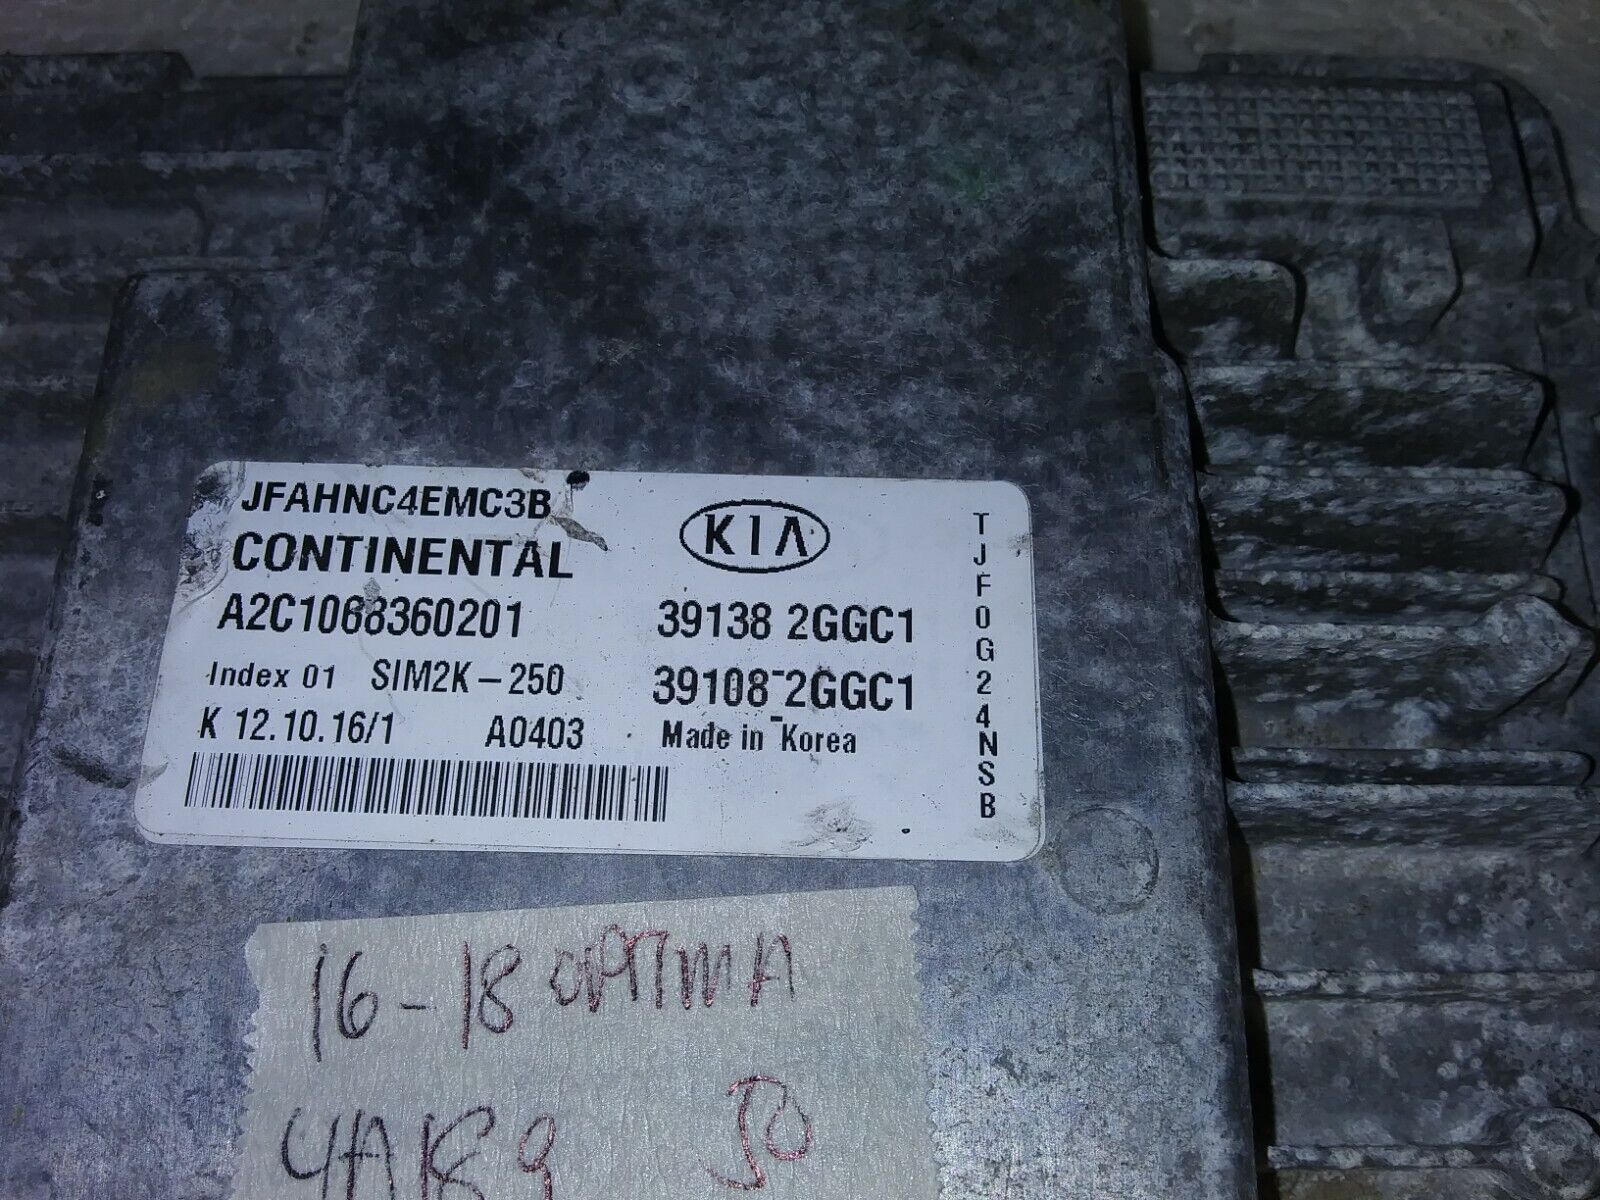 JFAHNC4EMC3B
CONTINENTAL
A2C1068360201
Index 01 SIM2K-250
K 12.10.16/1 A0403
KIA
39138 2GGC1
39108-2GGC1
Made in Korea
TJF0G24NSB
16-18 OPTIMA
50